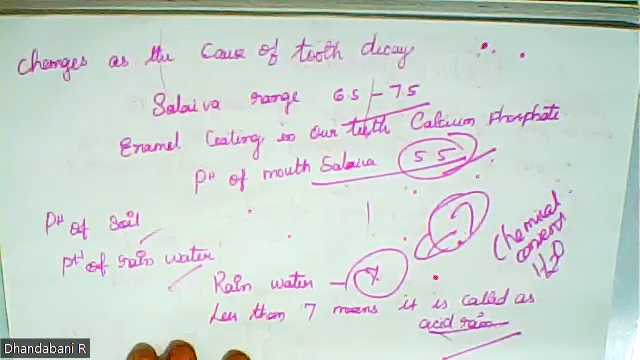 changes as the cause of tooth decay
Salaiva range 6.5 - 7.5
Enamel Coating in our teeth Calcium phosphate
pH of mouth Salaiva 5.5
pH of Soil
pH of rain water
Rain water - 7
Less than 7 means it is called as
acid rain
Chemical
H2O
Dhandabani R